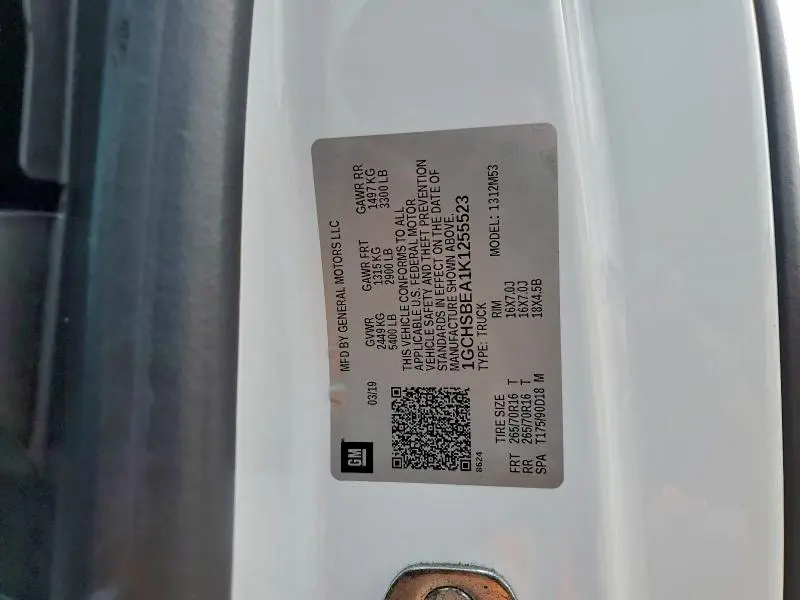 GM
MFD BY GENERAL MOTORS LLC
03/19 GVWR GAWR FRT GAWR RR
2449 KG 1315 KG 1497 KG
5400 LB 2900 LB 3300 LB
THIS VEHICLE CONFORMS TO ALL
APPLICABLE U.S. FEDERAL MOTOR
VEHICLE SAFETY AND THEFT PREVENTION
STANDARDS IN EFFECT ON THE DATE OF
MANUFACTURE SHOWN ABOVE.
1GCHSBEA1K1255523
8624 TYPE: TRUCK MODEL: 1312M53
TIRE SIZE RIM
FRT 265/70R16 T 16X7.0J
RR 265/70R16 T 16X7.0J
SPA T175/90D18 M 18X4.5B